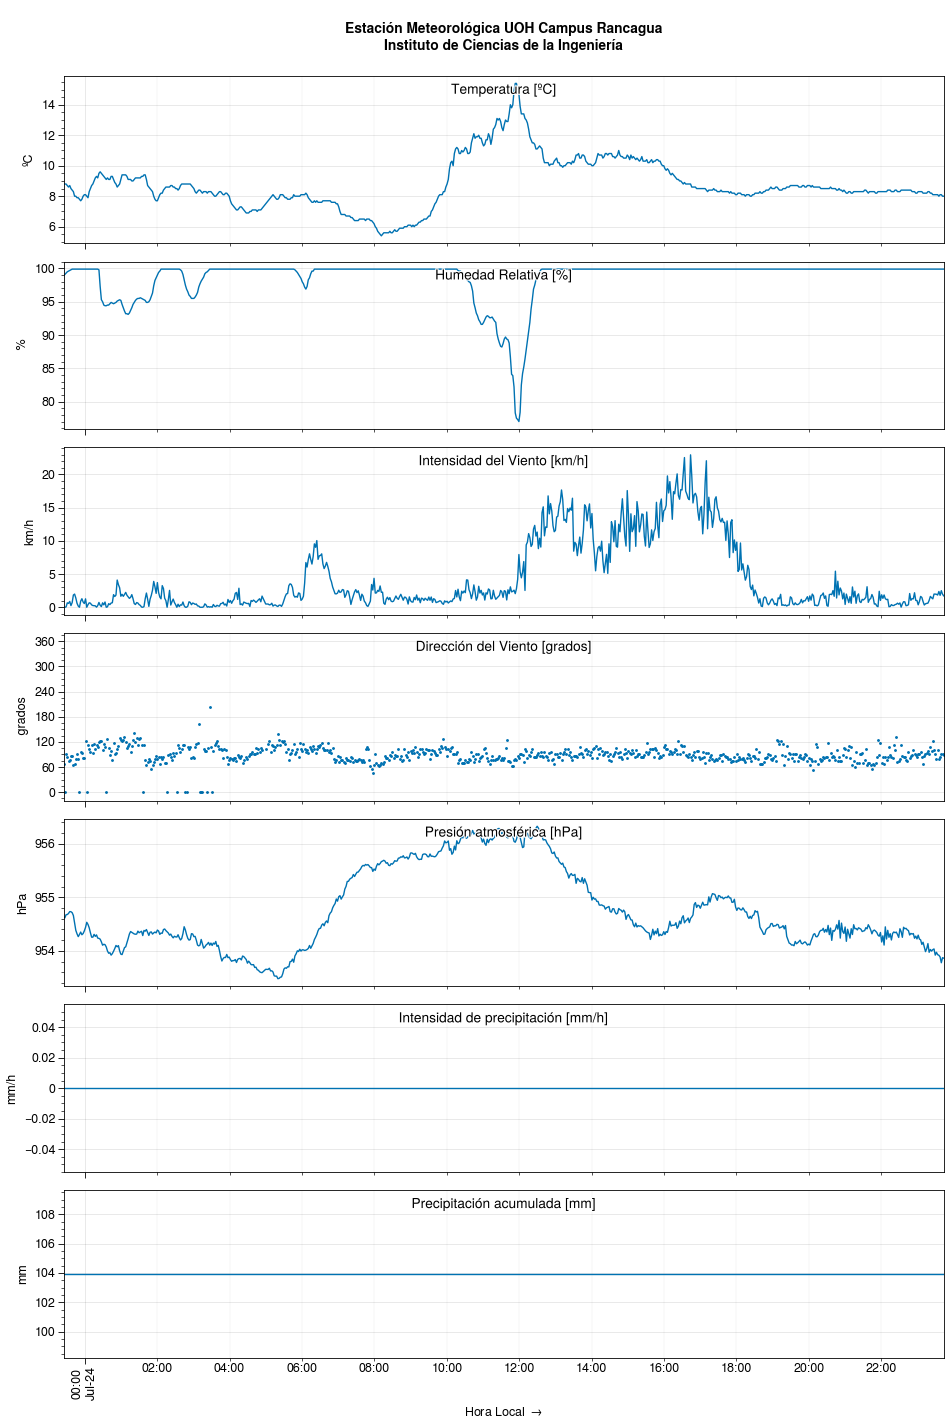 Estación Meteorológica UOH Campus Rancagua
Instituto de Ciencias de la Ingeniería
Temperatura [ºC]
ºC
14
12
10
8
6
Humedad Relativa [%]
%
100
95
90
85
80
Intensidad del Viento [km/h]
km/h
20
15
10
5
0
Dirección del Viento [grados]
grados
360
300
240
180
120
60
0
Presión atmosférica [hPa]
hPa
956
955
954
Intensidad de precipitación [mm/h]
mm/h
0.04
0.02
0
−0.02
−0.04
Precipitación acumulada [mm]
mm
108
106
104
102
100
00:00
Jul-24
02:00
04:00
06:00
08:00
10:00
12:00
14:00
16:00
18:00
20:00
22:00
Hora Local →